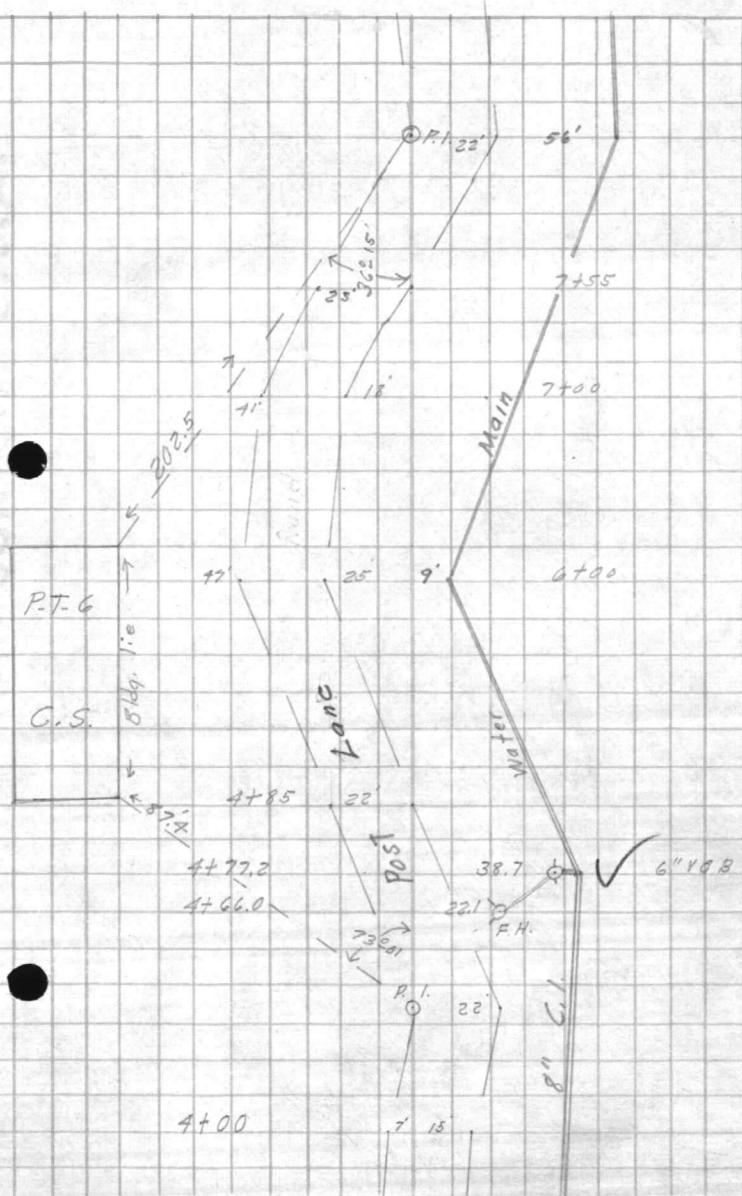 P.I. 22' 56'
36° 15'
25' 7+55
41' 18' 7+00
Main
202.5
47' 25' 9' 6+00
P.T.6
Bldg. Tie
C.S.
Lane
Water
4+85 22'
87.4'
Post
4+77.2 38.7 6" V&B
4+66.0 22.1'
F.H.
73°01
P.I. 22'
8" C.I.
4+00 7' 15'